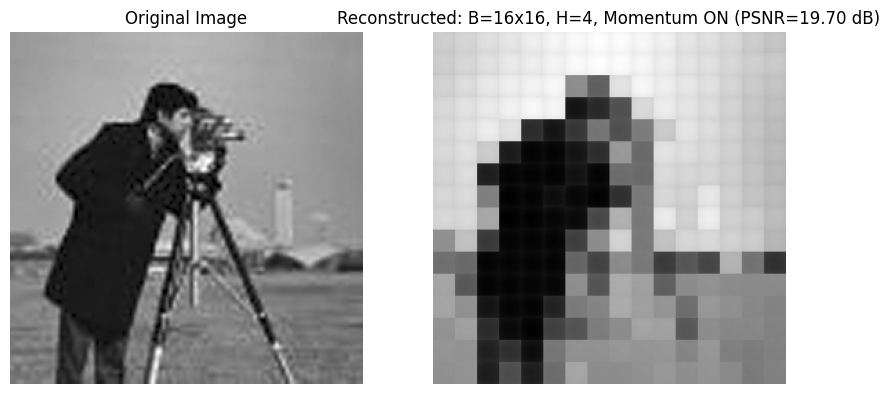 Original Image
Reconstructed: B=16x16, H=4, Momentum ON (PSNR=19.70 dB)